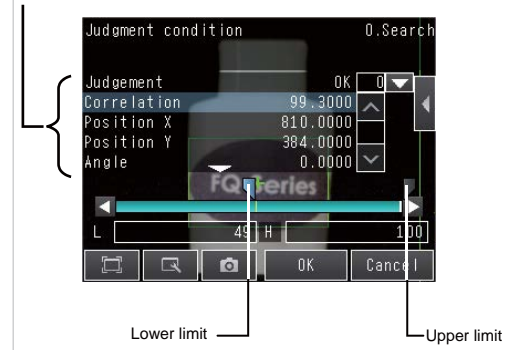 Judgment condition 0.Search
Judgement OK 0
Correlation 99.3000
Position X 810.0000
Position Y 384.0000
Angle 0.0000
FQ Series
L 49 H 100
OK Cancel
Lower limit Upper limit